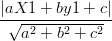 |aX1 + by1 + c|
√a² + b² + c²